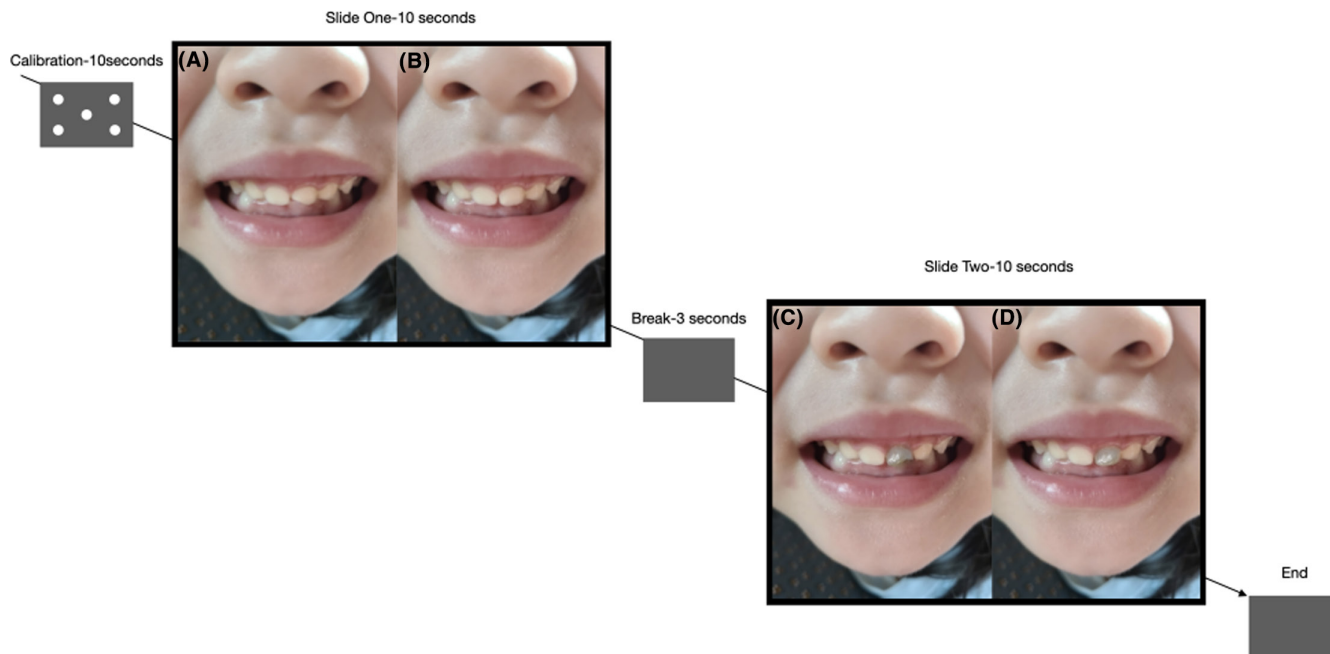 Slide One-10 seconds
Calibration-10seconds
(A)
(B)
Slide Two-10 seconds
Break-3 seconds
(C)
(D)
End